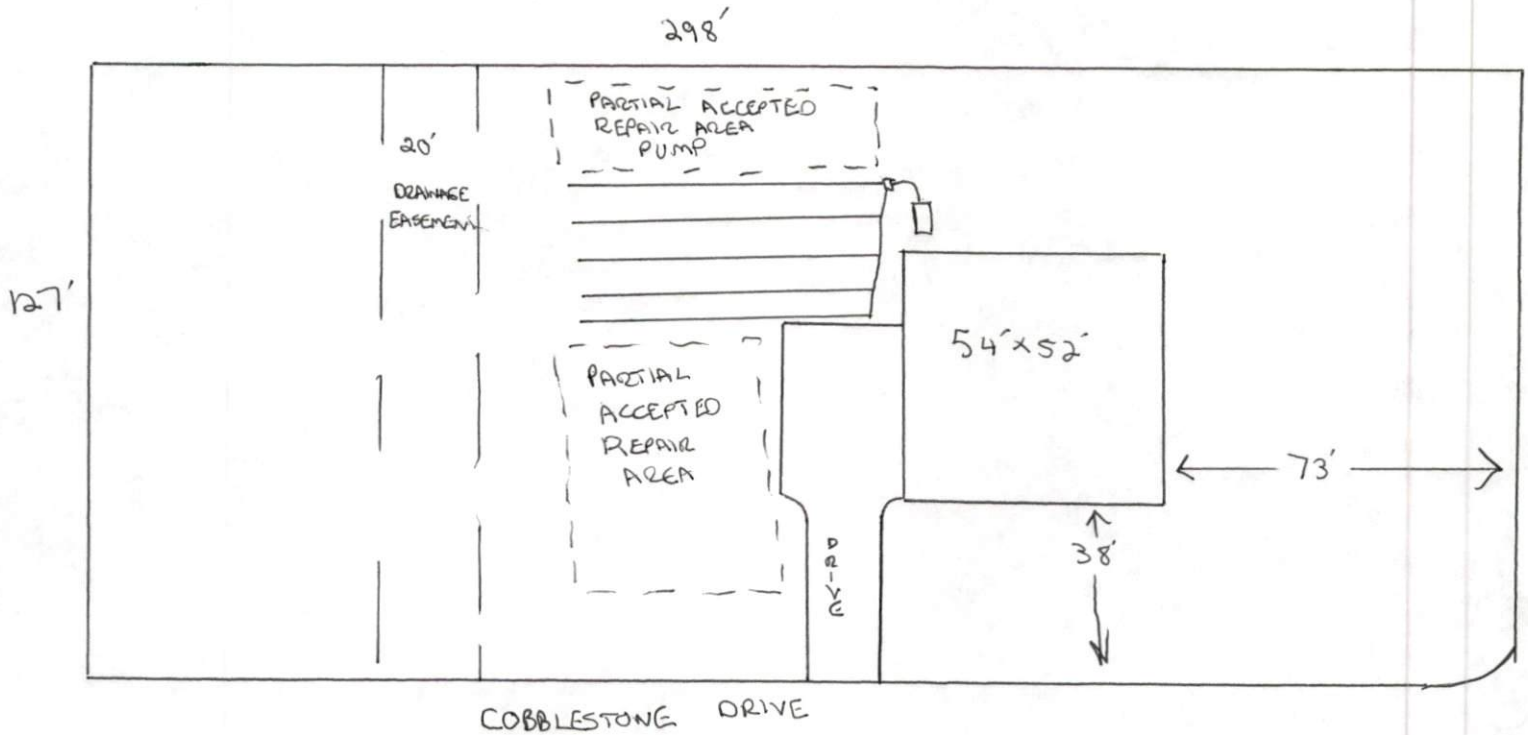 298'
PARTIAL ACCEPTED
REPAIR AREA
PUMP
20'
DRAINAGE
EASEMENT
127'
54'x52'
PARTIAL
ACCEPTED
REPAIR
AREA
73'
38'
DRIVE
COBBLESTONE DRIVE